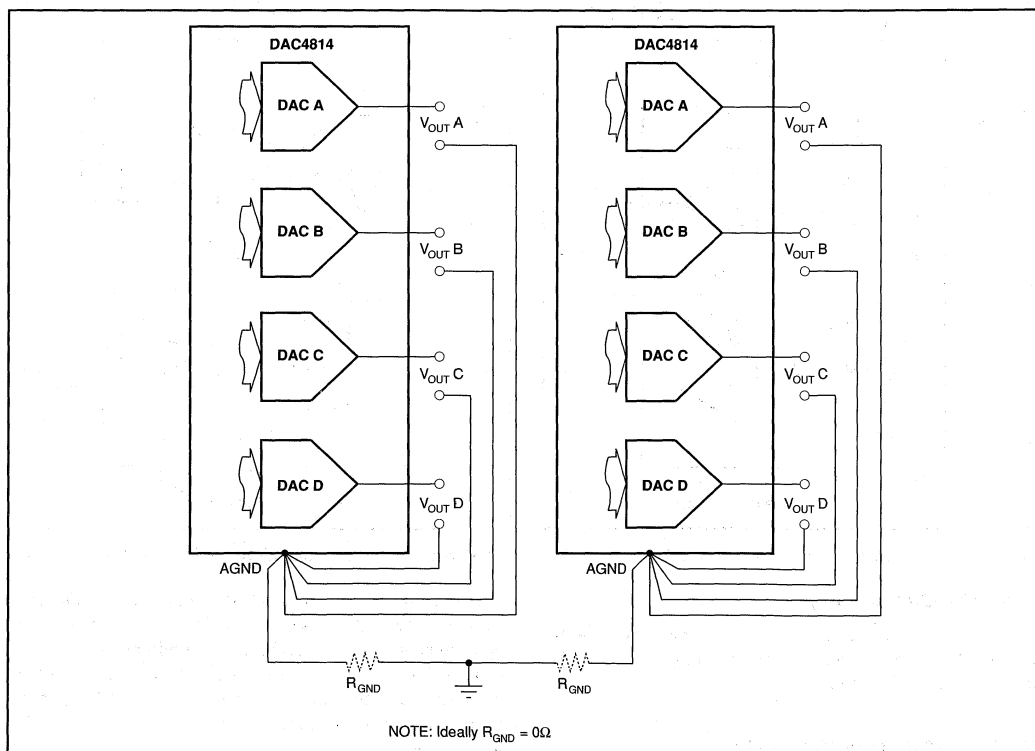 DAC4814
DAC A
V_OUT A
DAC B
V_OUT B
DAC C
V_OUT C
DAC D
V_OUT D
AGND
DAC4814
DAC A
V_OUT A
DAC B
V_OUT B
DAC C
V_OUT C
DAC D
V_OUT D
AGND
R_GND
R_GND
NOTE: Ideally R_GND = 0Ω